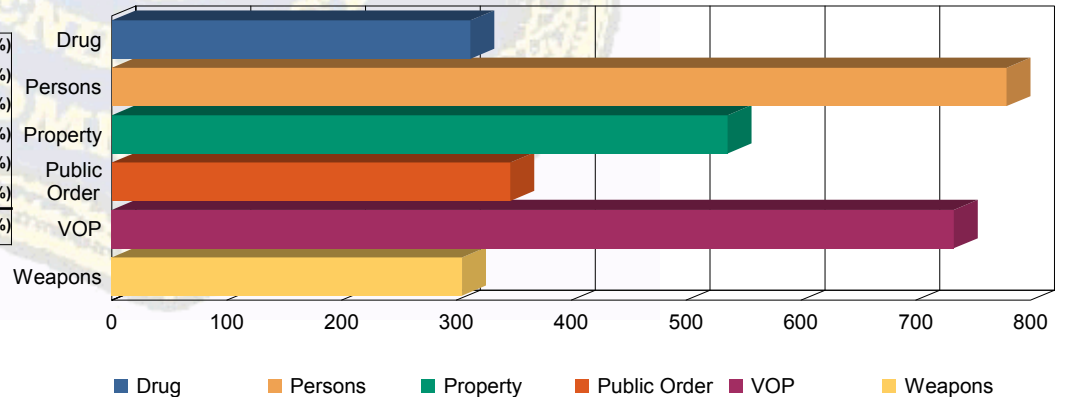 %)
%)
%)
%)
%)
%)
%)
Drug
Persons
Property
Public
Order
VOP
Weapons
0 100 200 300 400 500 600 700 800
Drug Persons Property Public Order VOP Weapons